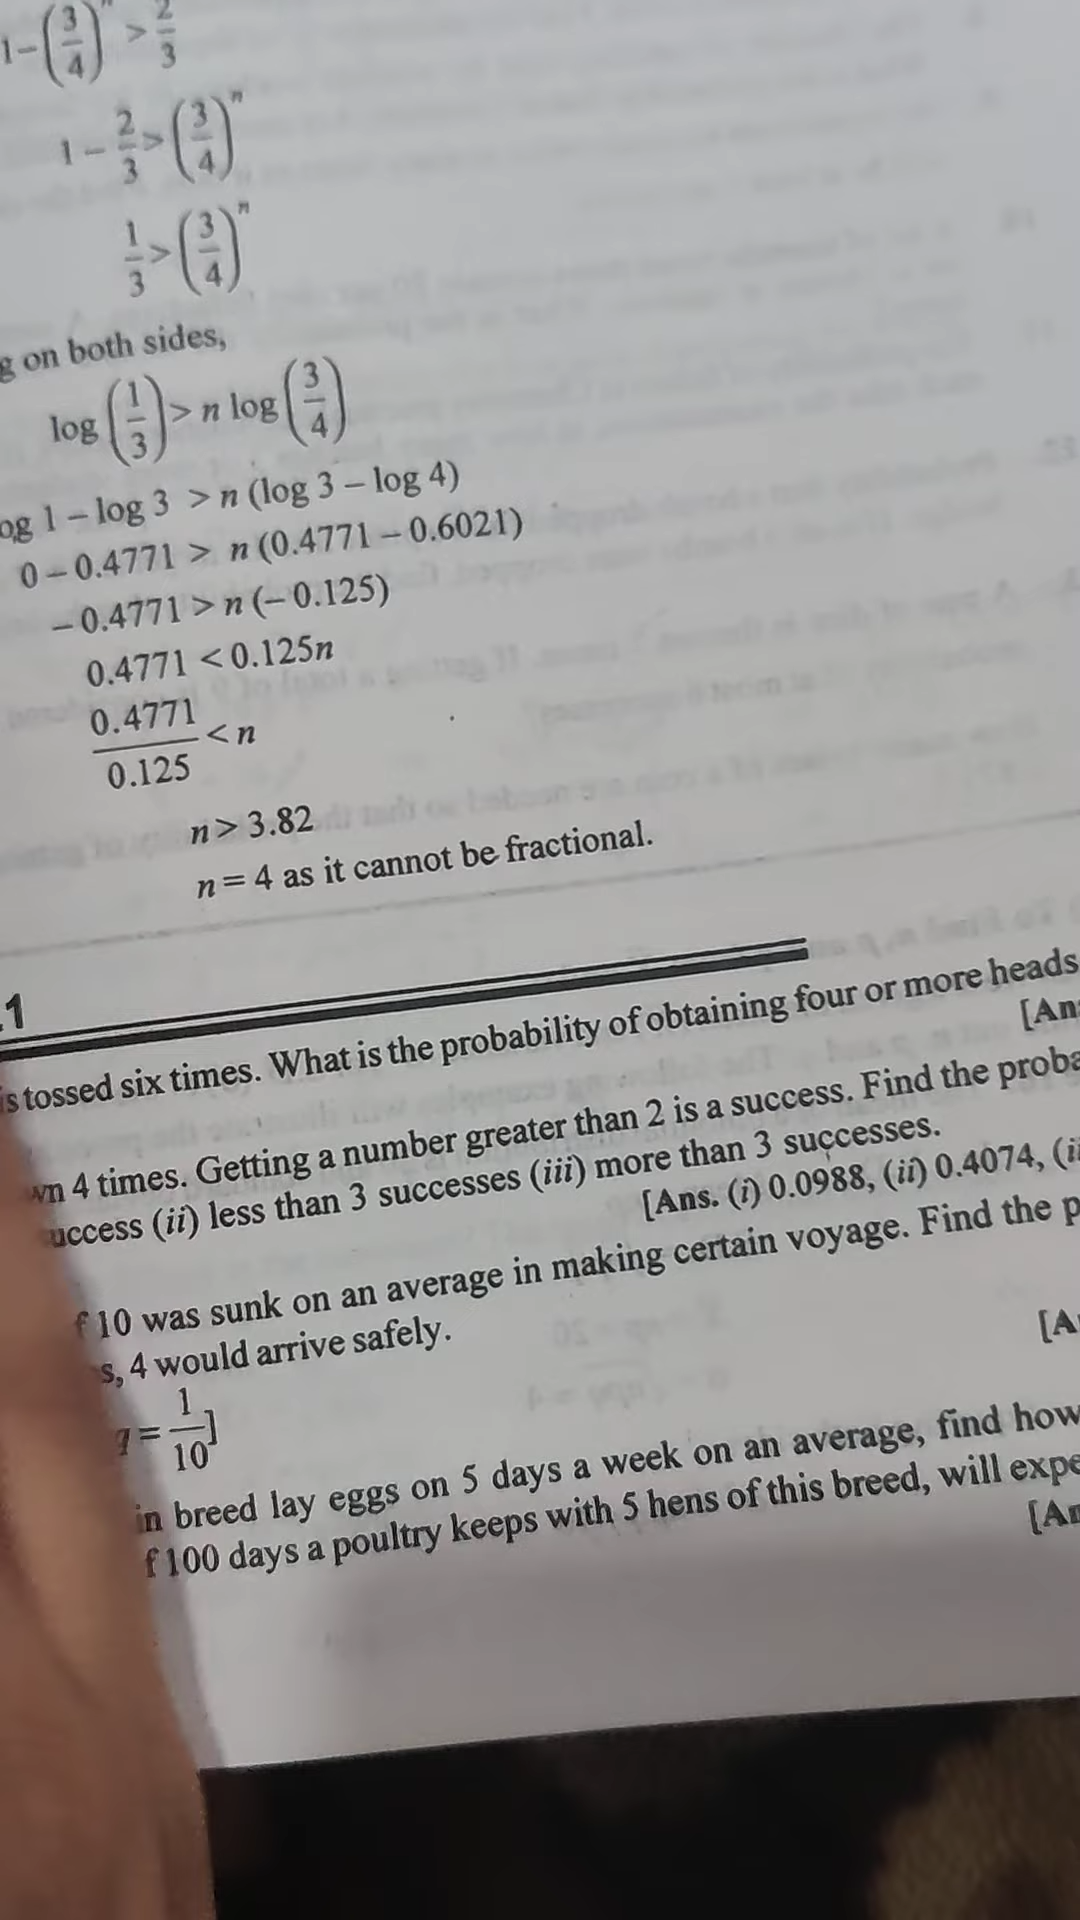 1 − (3/4)^n > 2/3
1 − 2/3 > (3/4)^n
1/3 > (3/4)^n
g on both sides,
log (1/3) > n log (3/4)
og 1 − log 3 > n (log 3 − log 4)
0 − 0.4771 > n (0.4771 − 0.6021)
− 0.4771 > n (− 0.125)
0.4771 < 0.125n
0.4771/0.125 < n
n > 3.82
n = 4 as it cannot be fractional.
.1
is tossed six times. What is the probability of obtaining four or more heads
[An
wn 4 times. Getting a number greater than 2 is a success. Find the proba
uccess (ii) less than 3 successes (iii) more than 3 successes.
[Ans. (i) 0.0988, (ii) 0.4074, (i
f 10 was sunk on an average in making certain voyage. Find the p
s, 4 would arrive safely.
[A
q = 1/10]
in breed lay eggs on 5 days a week on an average, find how
f 100 days a poultry keeps with 5 hens of this breed, will expe
[An